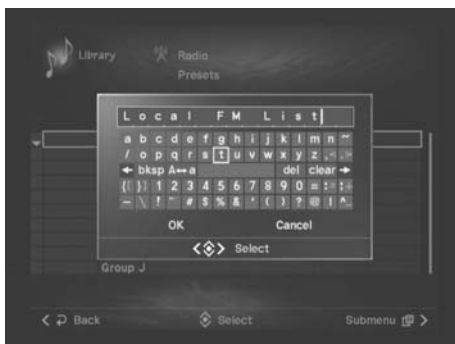 Library Radio
Presets
Local FM List
a b c d e f g h i j k l m n ~
/ o p q r s t u v w x y z , < . >
bksp A↔a del clear
{[ }] 1 2 3 4 5 6 7 8 9 0 =
- \ ! # $ % & * ( ) ? @ | ^
OK Cancel
Select
Group J
Back Select Submenu